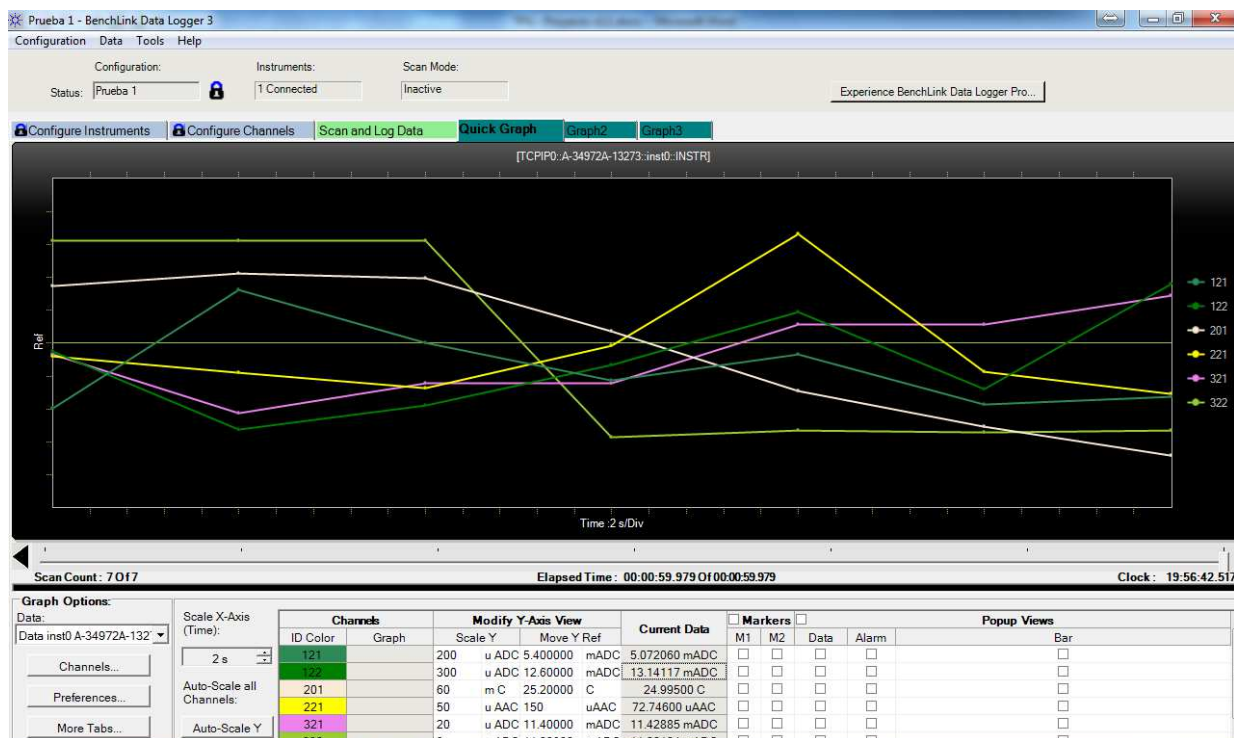 Prueba 1 - BenchLink Data Logger 3
Configuration Data Tools Help
Configuration: Instruments: Scan Mode:
Status: Prueba 1 1 Connected Inactive Experience BenchLink Data Logger Pro...
Configure Instruments Configure Channels Scan and Log Data Quick Graph Graph2 Graph3
[TCPIP0::A-34972A-13273::inst0::INSTR]
Ref
121
122
201
221
321
322
Time :2 s/Div
Scan Count : 7 Of 7 Elapsed Time : 00:00:59.979 Of 00:00:59.979 Clock : 19:56:42.517
Graph Options:
Data:
Data inst0 A-34972A-132
Channels...
Preferences...
More Tabs...
Scale X-Axis
(Time):
2 s
Auto-Scale all
Channels:
Auto-Scale Y
Channels Modify Y-Axis View Current Data Markers Popup Views
ID Color Graph Scale Y Move Y Ref M1 M2 Data Alarm Bar
121 200 u ADC 5.400000 mADC 5.072060 mADC
122 300 u ADC 12.60000 mADC 13.14117 mADC
201 60 m C 25.20000 C 24.99500 C
221 50 u AAC 150 uAAC 72.74600 uAAC
321 20 u ADC 11.40000 mADC 11.42885 mADC